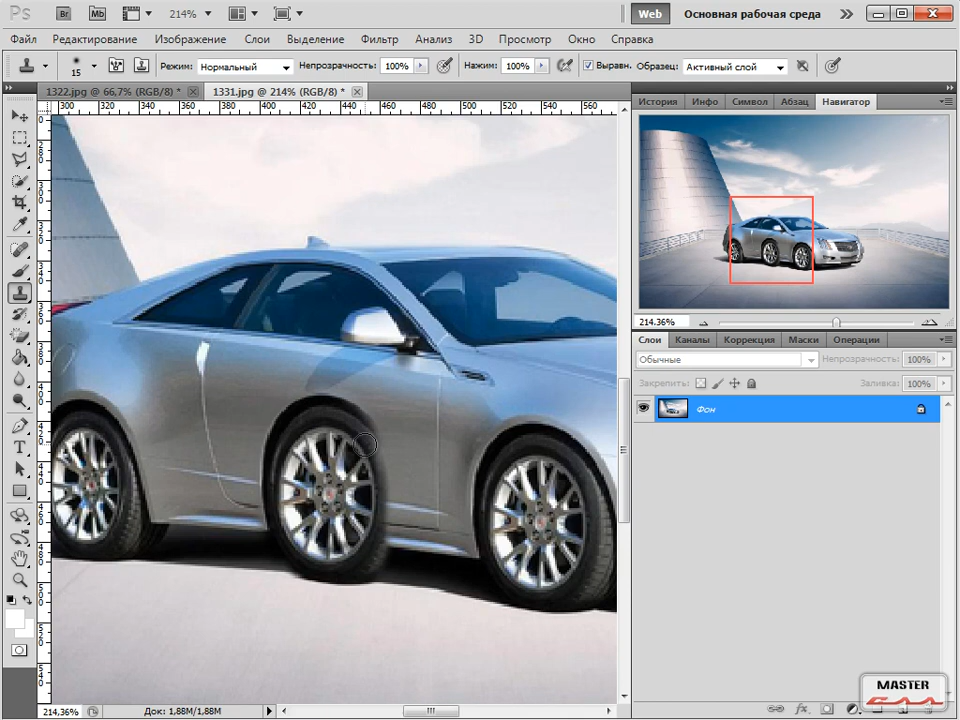 Ps Br Mb 214% Web Основная рабочая среда
Файл Редактирование Изображение Слои Выделение Фильтр Анализ 3D Просмотр Окно Справка
15 Режим: Нормальный Непрозрачность: 100% Нажим: 100% Выравн. Образец: Активный слой
1322.jpg @ 66,7% (RGB/8) * 1331.jpg @ 214% (RGB/8) *
История Инфо Символ Абзац Навигатор
300 320 340 360 380 400 420 440 460 480 500 520 540 560
214.36%
Слои Каналы Коррекция Маски Операции
Обычные Непрозрачность: 100%
Закрепить: Заливка: 100%
Фон
MASTER
214,36% Док: 1,88M/1,88M